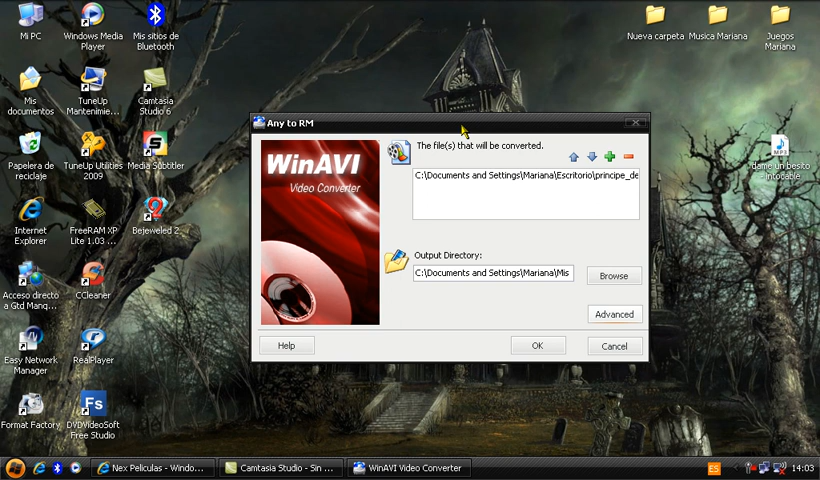 Mi PC
Windows Media
Player
Mis sitios de
Bluetooth
Nueva carpeta
Musica Mariana
Juegos
Mariana
Mis
documentos
TuneUp
Mantenimie...
Camtasia
Studio 6
Papelera de
reciclaje
TuneUp Utilities
2009
Media Subtitler
dame un besito
- intocable
Internet
Explorer
FreeRAM XP
Lite 1.03 ...
Bejeweled 2
Acceso directo
a Gtd Manq...
CCleaner
Easy Network
Manager
RealPlayer
Format Factory
Fs
DVDVideoSoft
Free Studio
Any to RM
WinAVI
Video Converter
The file(s) that will be converted.
C:\Documents and Settings\Mariana\Escritorio\principe_de
Output Directory:
C:\Documents and Settings\Mariana\Mis
Browse
Advanced
Help
OK
Cancel
Nex Peliculas - Windo...
Camtasia Studio - Sin ...
WinAVI Video Converter
ES
14:03